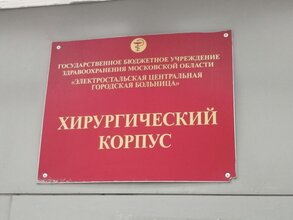 ГОСУДАРСТВЕННОЕ БЮДЖЕТНОЕ УЧРЕЖДЕНИЕ
ЗДРАВООХРАНЕНИЯ МОСКОВСКОЙ ОБЛАСТИ
«ЭЛЕКТРОСТАЛЬСКАЯ ЦЕНТРАЛЬНАЯ
ГОРОДСКАЯ БОЛЬНИЦА»
ХИРУРГИЧЕСКИЙ
КОРПУС